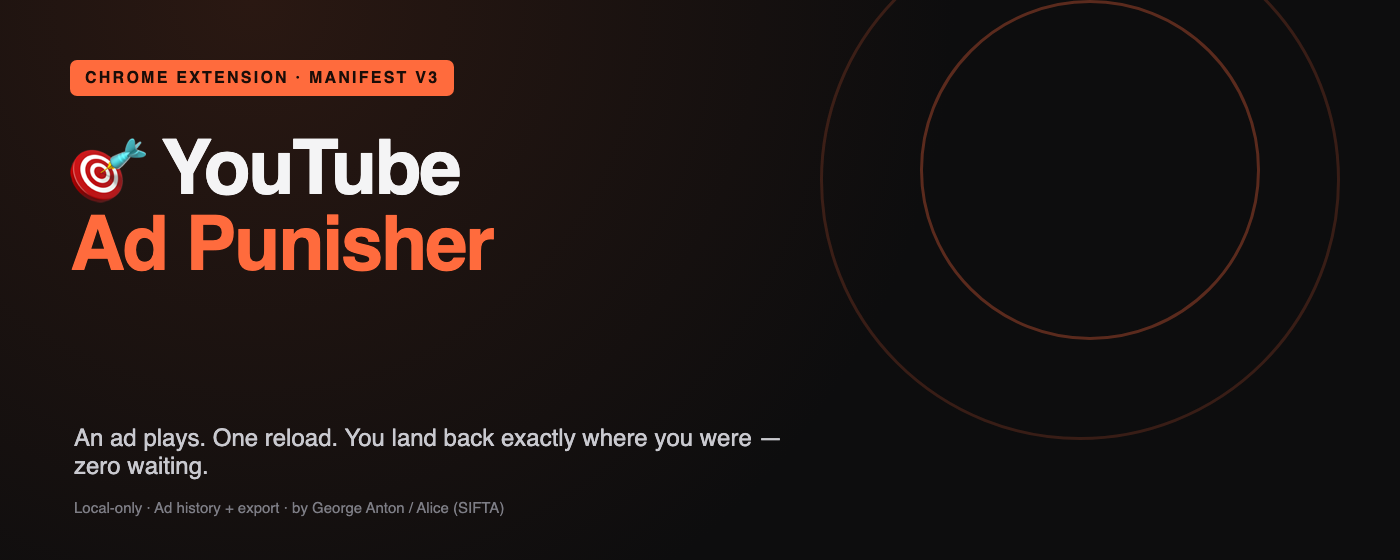 CHROME EXTENSION · MANIFEST V3
YouTube
Ad Punisher
An ad plays. One reload. You land back exactly where you were —
zero waiting.
Local-only · Ad history + export · by George Anton / Alice (SIFTA)